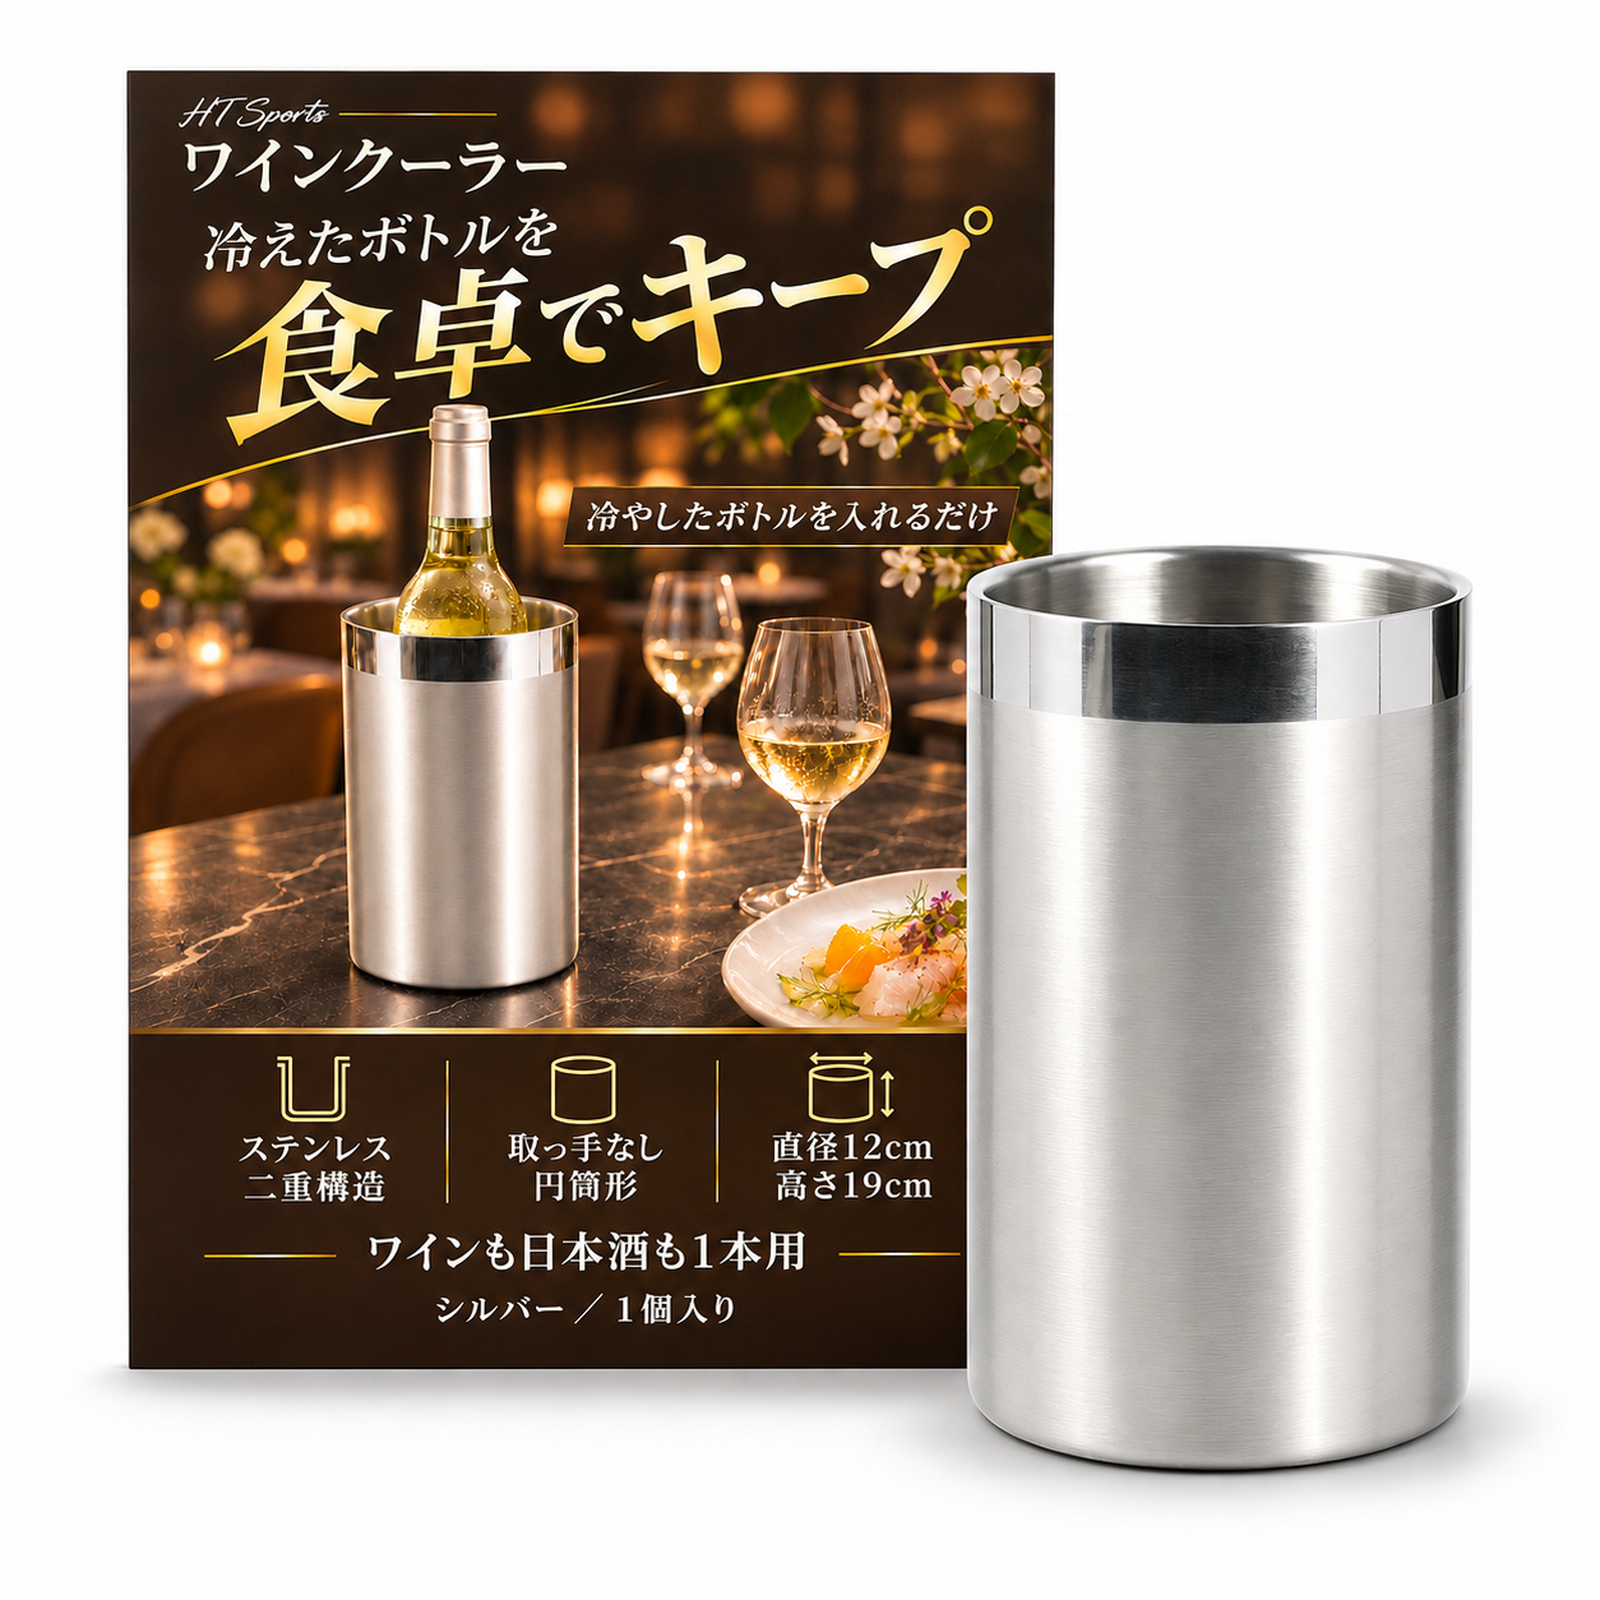 HT Sports
ワインクーラー
冷えたボトルを
食卓でキープ
冷やしたボトルを入れるだけ
ステンレス
二重構造
取っ手なし
円筒形
直径12cm
高さ19cm
ワインも日本酒も1本用
シルバー／1個入り